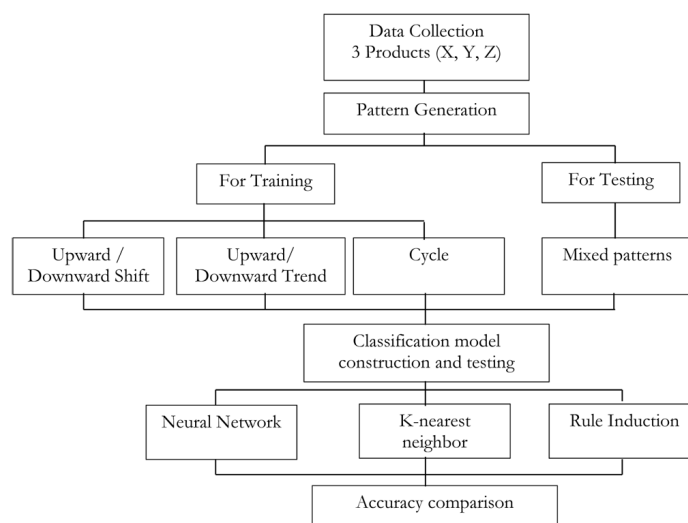 Data Collection
3 Products (X, Y, Z)
Pattern Generation
For Training
For Testing
Upward /
Downward Shift
Upward/
Downward Trend
Cycle
Mixed patterns
Classification model
construction and testing
Neural Network
K-nearest
neighbor
Rule Induction
Accuracy comparison